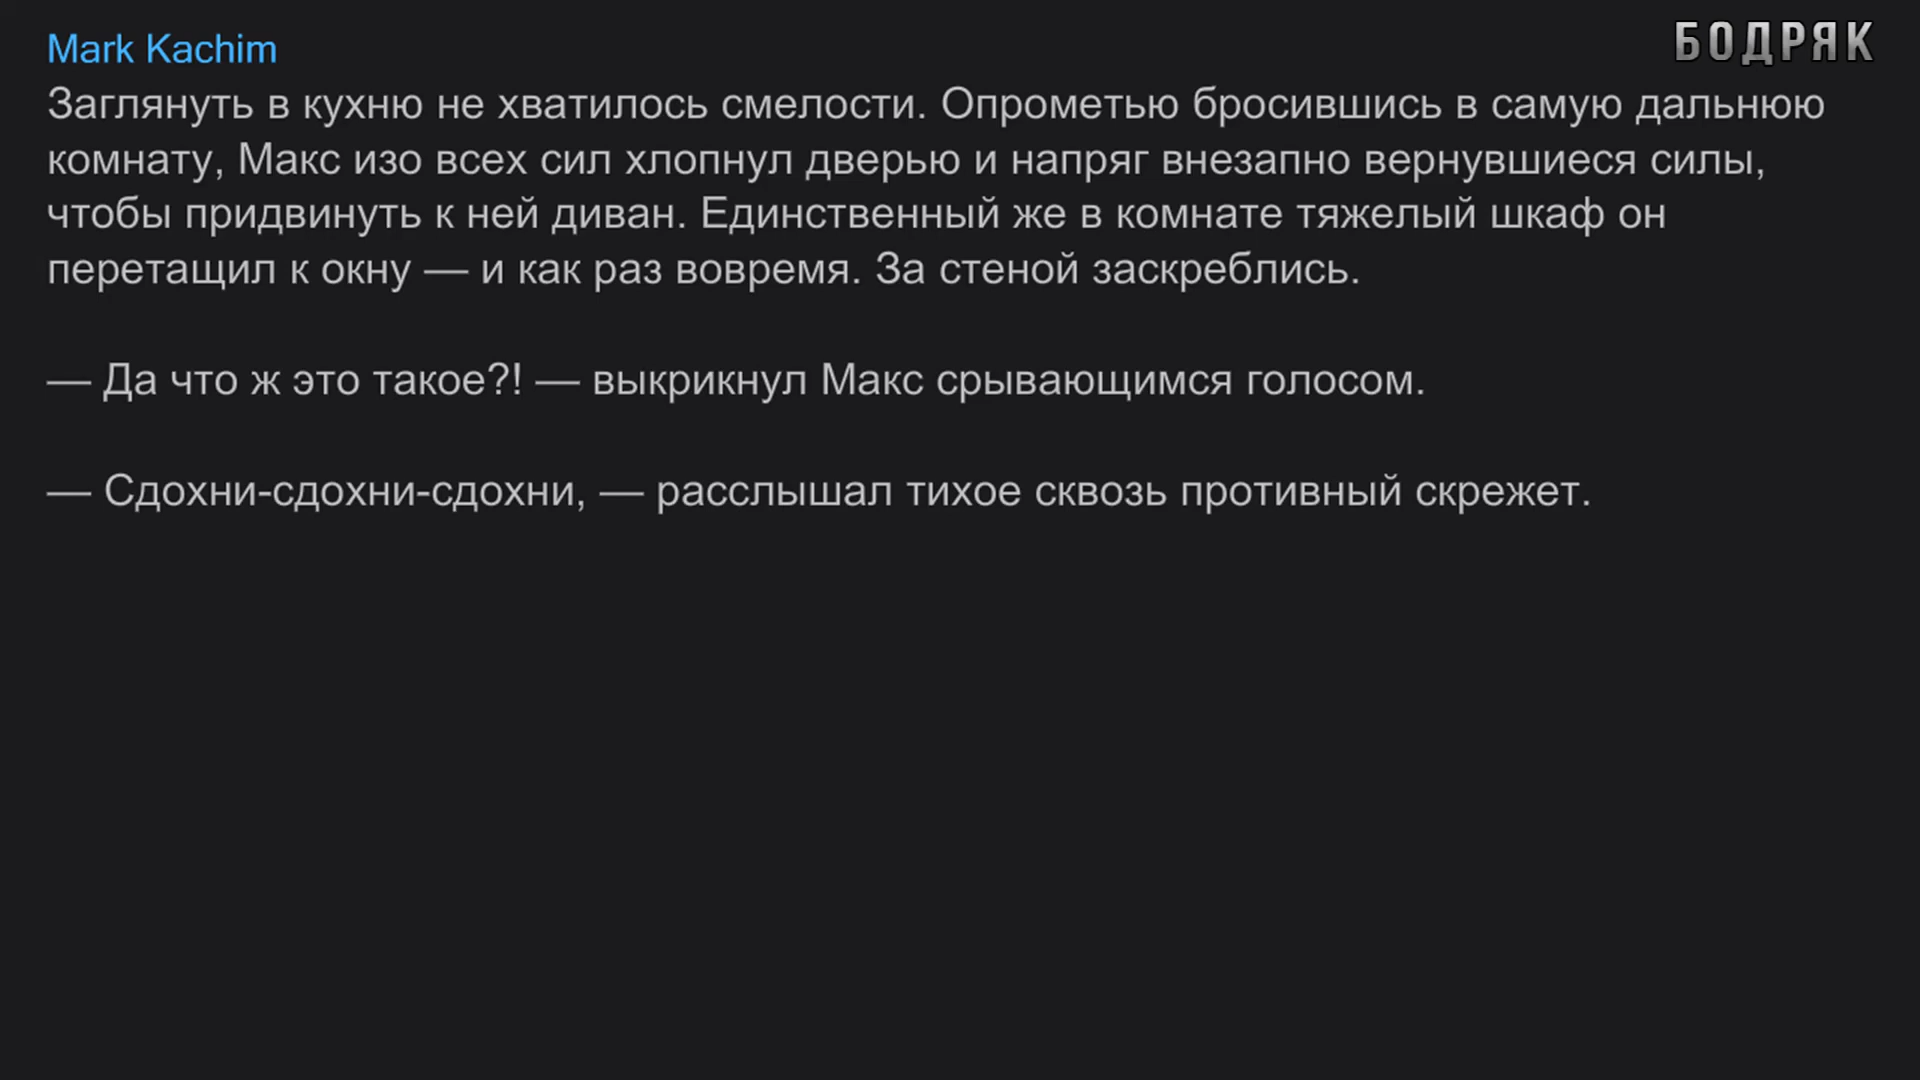 Mark Kachim
БОДРЯК
Заглянуть в кухню не хватилось смелости. Опрометью бросившись в самую дальнюю
комнату, Макс изо всех сил хлопнул дверью и напряг внезапно вернувшиеся силы,
чтобы придвинуть к ней диван. Единственный же в комнате тяжелый шкаф он
перетащил к окну — и как раз вовремя. За стеной заскреблись.
— Да что ж это такое?! — выкрикнул Макс срывающимся голосом.
— Сдохни-сдохни-сдохни, — расслышал тихое сквозь противный скрежет.